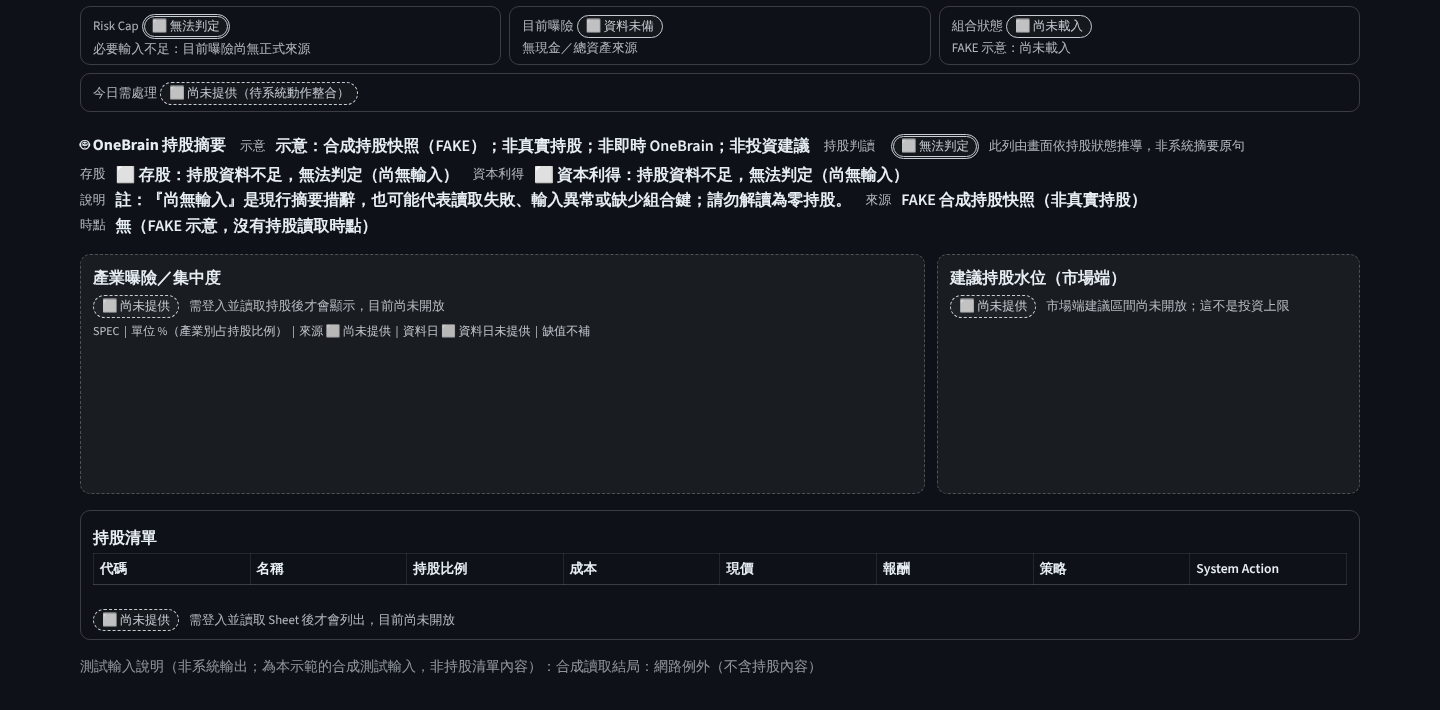 Risk Cap ⬜ 無法判定
必要輸入不足：目前曝險尚無正式來源
目前曝險 ⬜ 資料未備
無現金／總資產來源
組合狀態 ⬜ 尚未載入
FAKE 示意：尚未載入
今日需處理 ⬜ 尚未提供（待系統動作整合）
OneBrain 持股摘要 示意 示意：合成持股快照（FAKE）；非真實持股；非即時 OneBrain；非投資建議 持股判讀 ⬜ 無法判定 此列由畫面依持股狀態推導，非系統摘要原句
存股 ⬜ 存股：持股資料不足，無法判定（尚無輸入） 資本利得 ⬜ 資本利得：持股資料不足，無法判定（尚無輸入）
說明 註：『尚無輸入』是現行摘要措辭，也可能代表讀取失敗、輸入異常或缺少組合鍵；請勿解讀為零持股。 來源 FAKE 合成持股快照（非真實持股）
時點 無（FAKE 示意，沒有持股讀取時點）
產業曝險／集中度
⬜ 尚未提供 需登入並讀取持股後才會顯示，目前尚未開放
SPEC｜單位 %（產業別占持股比例）｜來源 ⬜ 尚未提供｜資料日 ⬜ 資料日未提供｜缺值不補
建議持股水位（市場端）
⬜ 尚未提供 市場端建議區間尚未開放；這不是投資上限
持股清單
代碼 名稱 持股比例 成本 現價 報酬 策略 System Action
⬜ 尚未提供 需登入並讀取 Sheet 後才會列出，目前尚未開放
測試輸入說明（非系統輸出；為本示範的合成測試輸入，非持股清單內容）：合成讀取結局：網路例外（不含持股內容）